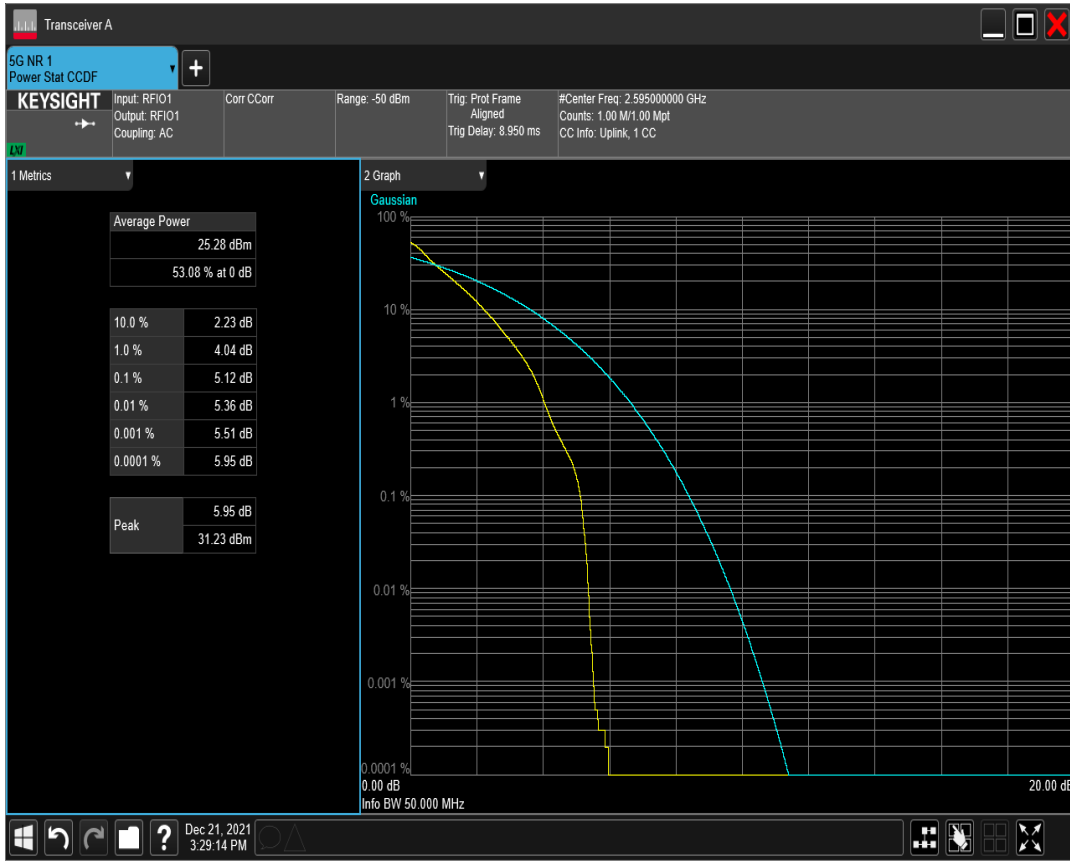 Transceiver A
5G NR 1
Power Stat CCDF
KEYSIGHT
LXI
Input: RFIO1
Output: RFIO1
Coupling: AC
Corr CCorr
Range: -50 dBm
Trig: Prot Frame
Aligned
Trig Delay: 8.950 ms
#Center Freq: 2.595000000 GHz
Counts: 1.00 M/1.00 Mpt
CC Info: Uplink, 1 CC
1 Metrics
Average Power
25.28 dBm
53.08 % at 0 dB
10.0 % 2.23 dB
1.0 % 4.04 dB
0.1 % 5.12 dB
0.01 % 5.36 dB
0.001 % 5.51 dB
0.0001 % 5.95 dB
Peak 5.95 dB
31.23 dBm
2 Graph
Gaussian
100 %
10 %
1 %
0.1 %
0.01 %
0.001 %
0.0001 %
0.00 dB 20.00 dB
Info BW 50.000 MHz
Dec 21, 2021
3:29:14 PM